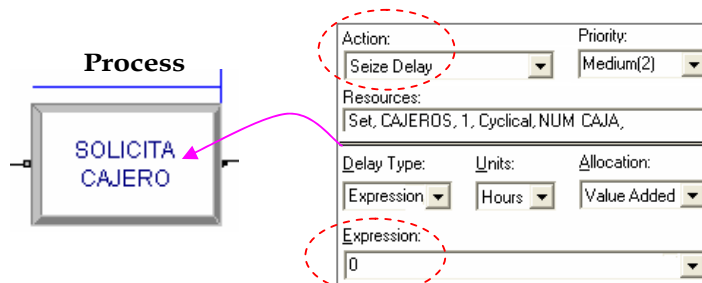 Process
SOLICITA
CAJERO
Action:
Priority:
Seize Delay
Medium(2)
Resources:
Set, CAJEROS, 1, Cyclical, NUM CAJA,
Delay Type:
Units:
Allocation:
Expression
Hours
Value Added
Expression:
0